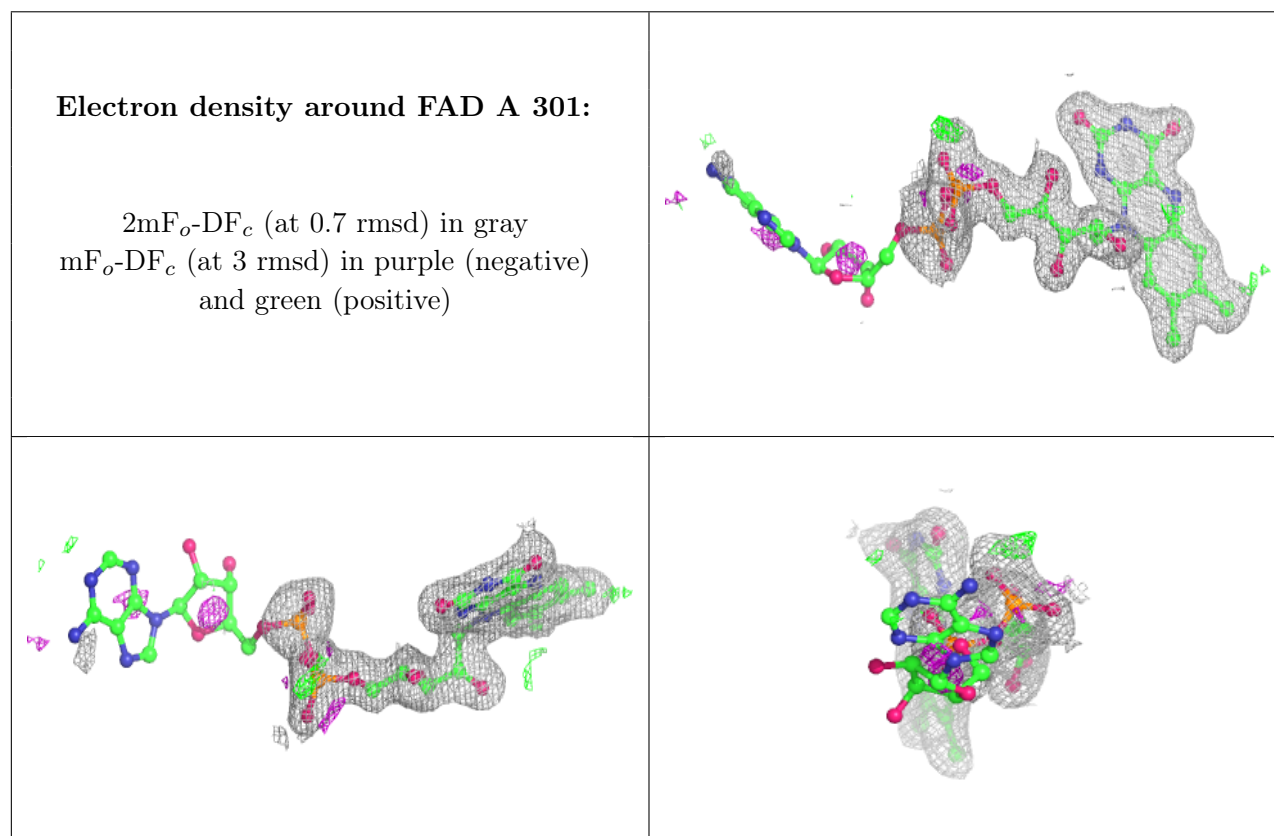 Electron density around FAD A 301:
2mFo-DFc (at 0.7 rmsd) in gray
mFo-DFc (at 3 rmsd) in purple (negative)
and green (positive)